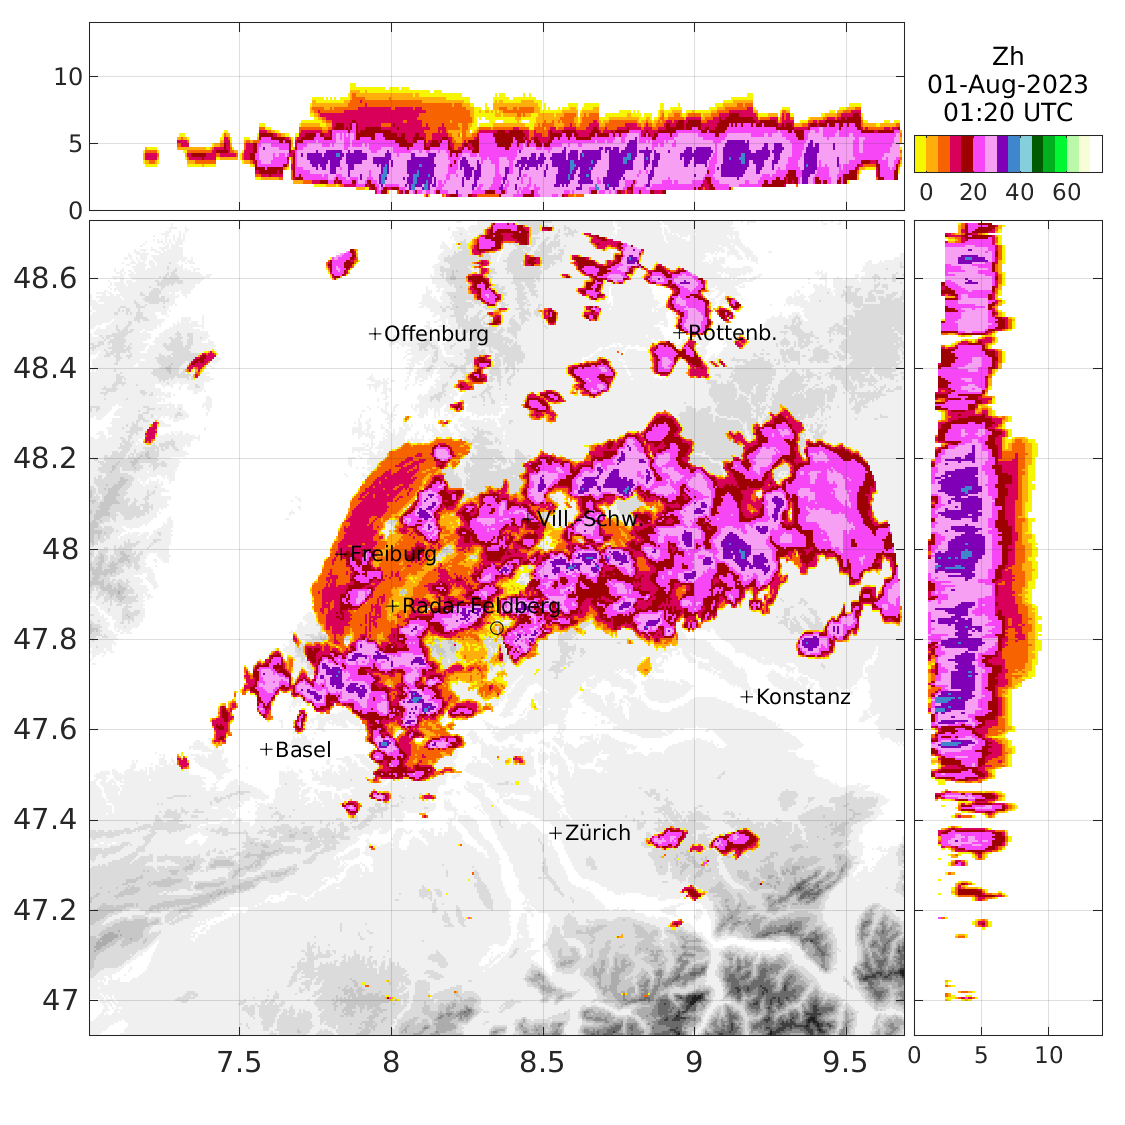 10
5
0
Zh
01-Aug-2023
01:20 UTC
0 20 40 60
48.6
48.4
48.2
48
47.8
47.6
47.4
47.2
47
+Offenburg
+Rottenb.
+Vill.-Schw.
+Freiburg
+Radar Feldberg
+Konstanz
+Basel
+Zürich
7.5 8 8.5 9 9.5
0 5 10